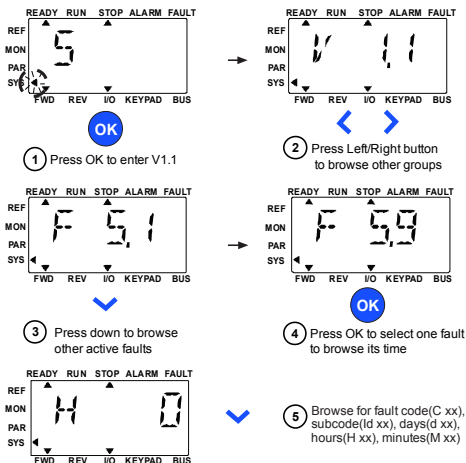 READY RUN STOP ALARM FAULT
REF
MON
PAR
SYS
S
FWD REV I/O KEYPAD BUS
OK
1 Press OK to enter V1.1
READY RUN STOP ALARM FAULT
REF
MON
PAR
SYS
V 1.1
FWD REV I/O KEYPAD BUS
2 Press Left/Right button
to browse other groups
READY RUN STOP ALARM FAULT
REF
MON
PAR
SYS
F 5.1
FWD REV I/O KEYPAD BUS
3 Press down to browse
other active faults
READY RUN STOP ALARM FAULT
REF
MON
PAR
SYS
F 5.9
FWD REV I/O KEYPAD BUS
OK
4 Press OK to select one fault
to browse its time
READY RUN STOP ALARM FAULT
REF
MON
PAR
SYS
H 0
FWD REV I/O KEYPAD BUS
5 Browse for fault code(C xx),
subcode(Id xx), days(d xx),
hours(H xx), minutes(M xx)